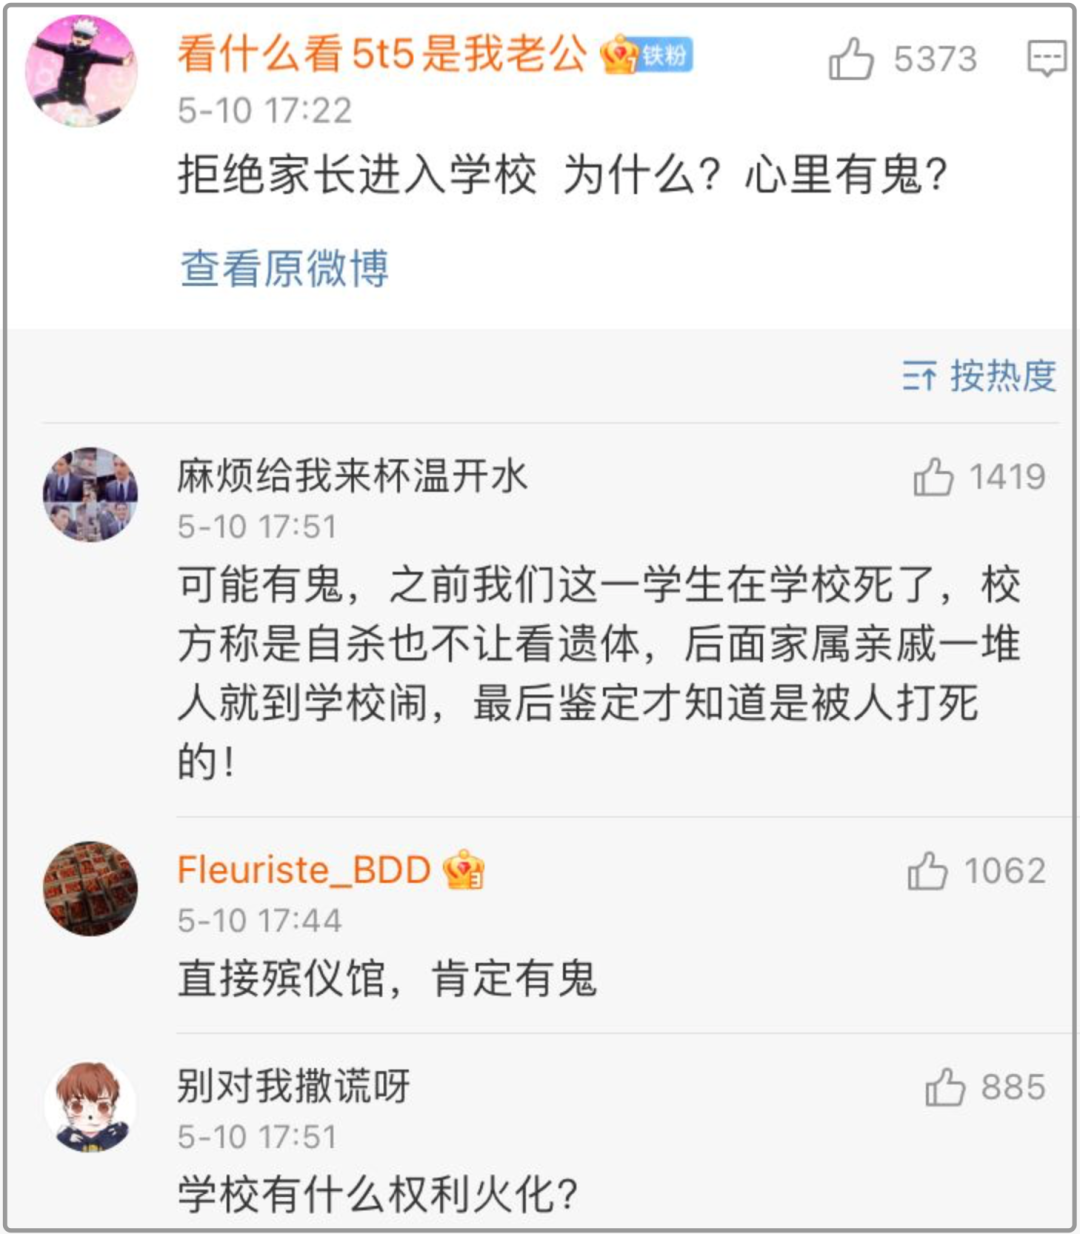 看什么看5t5是我老公 7 铁粉 5373
5-10 17:22
拒绝家长进入学校 为什么？心里有鬼？
查看原微博
按热度
麻烦给我来杯温开水 1419
5-10 17:51
可能有鬼，之前我们这一学生在学校死了，校
方称是自杀也不让看遗体，后面家属亲戚一堆
人就到学校闹，最后鉴定才知道是被人打死
的！
Fleuriste_BDD 3 1062
5-10 17:44
直接殡仪馆，肯定有鬼
别对我撒谎呀 885
5-10 17:51
学校有什么权利火化？